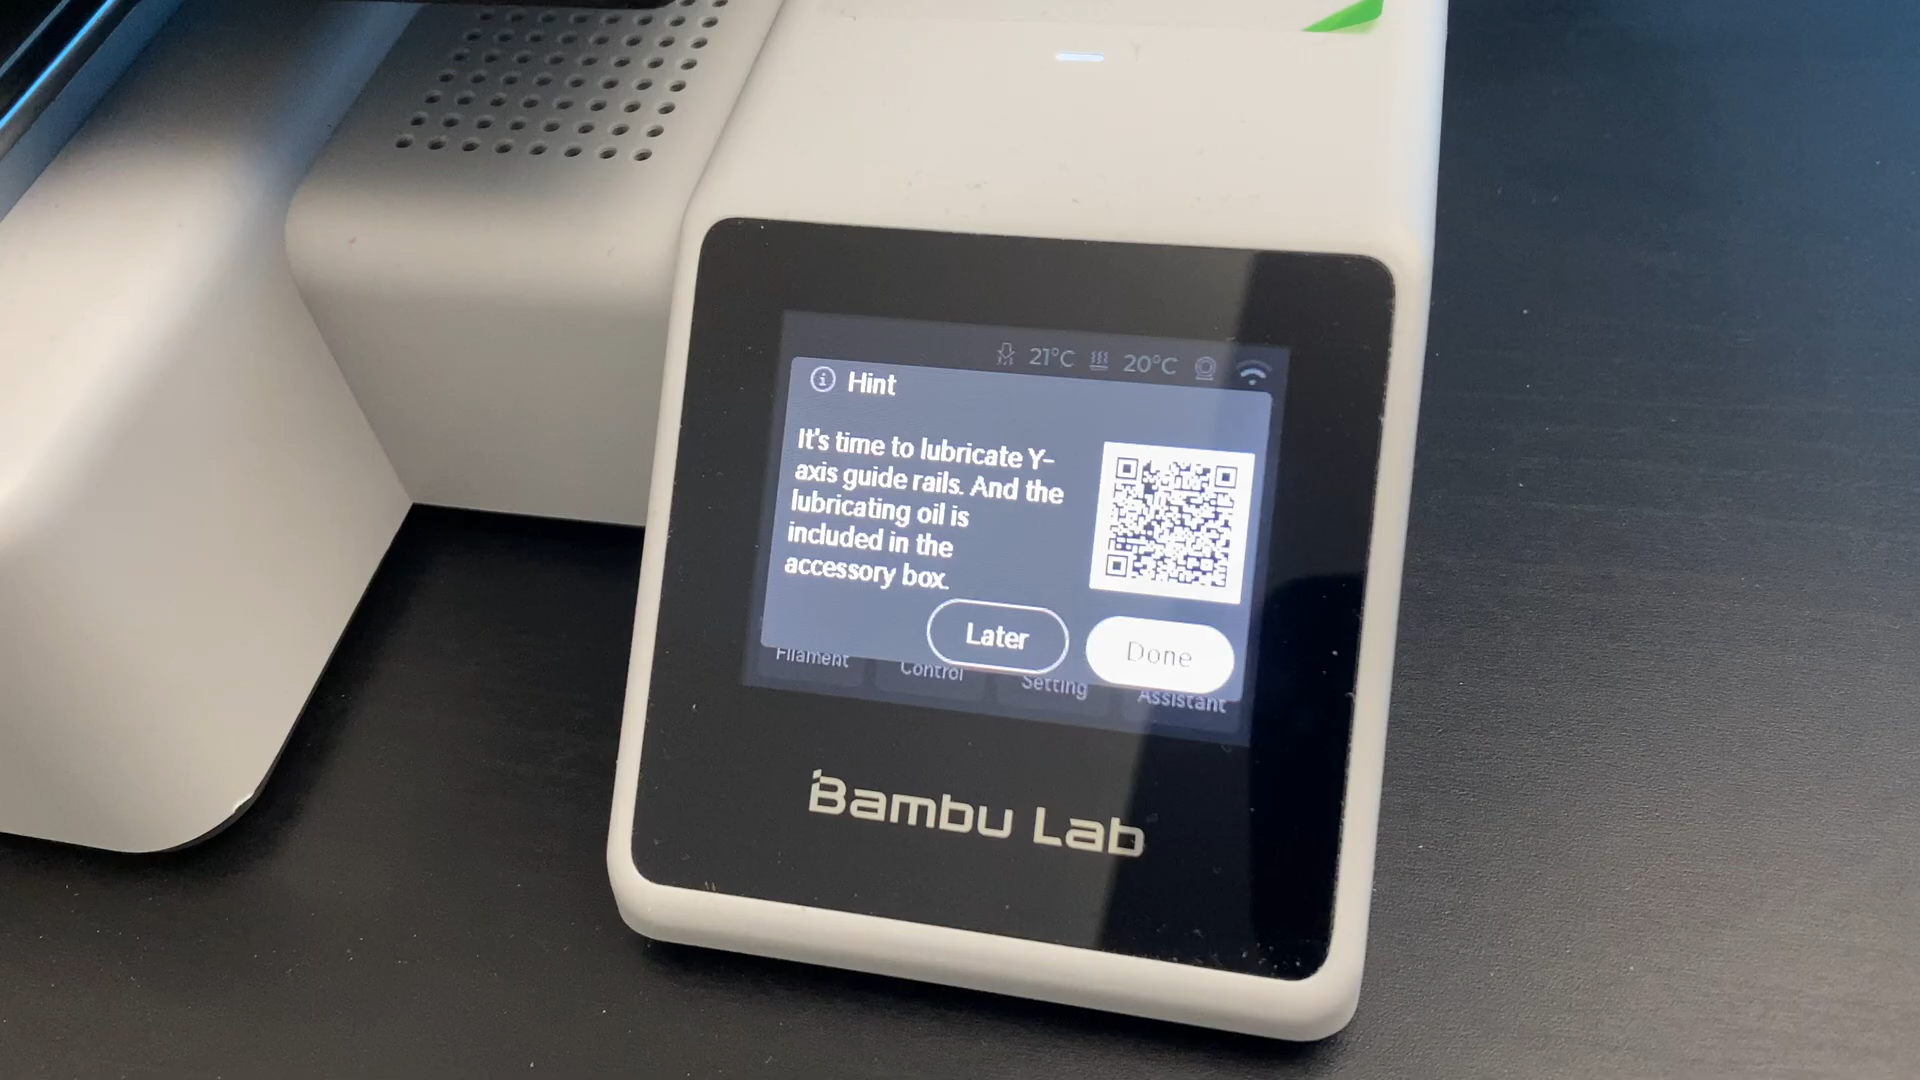 21°C 20°C
Hint
It's time to lubricate Y-
axis guide rails. And the
lubricating oil is
included in the
accessory box.
Later Done
Filament Control Setting Assistant
Bambu Lab